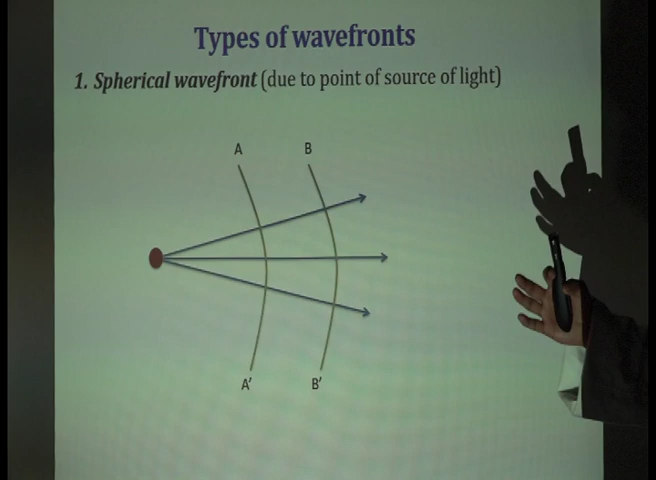 Types of wavefronts
1. Spherical wavefront (due to point of source of light)
A B
A′ B′